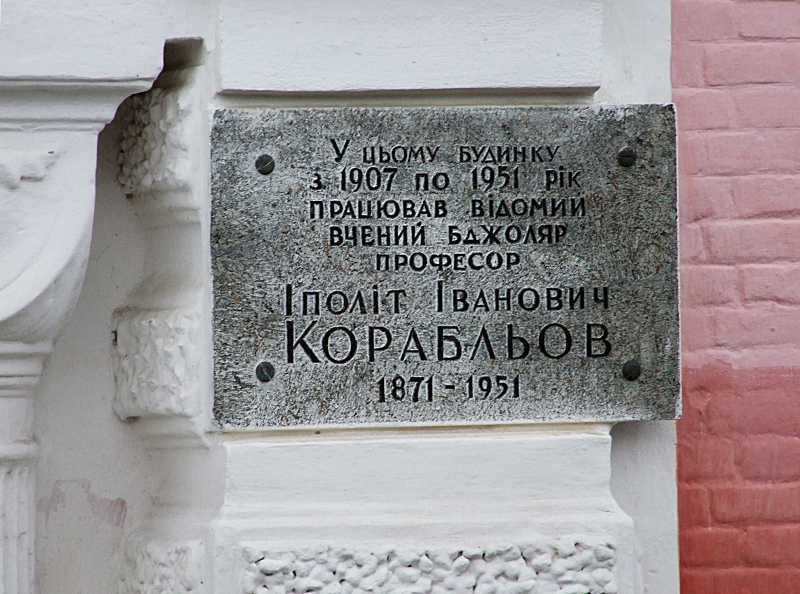 У цьому будинку
з 1907 по 1951 рік
працював відомий
вчений бджоляр
професор
Іполіт Іванович
Корабльов
1871 - 1951